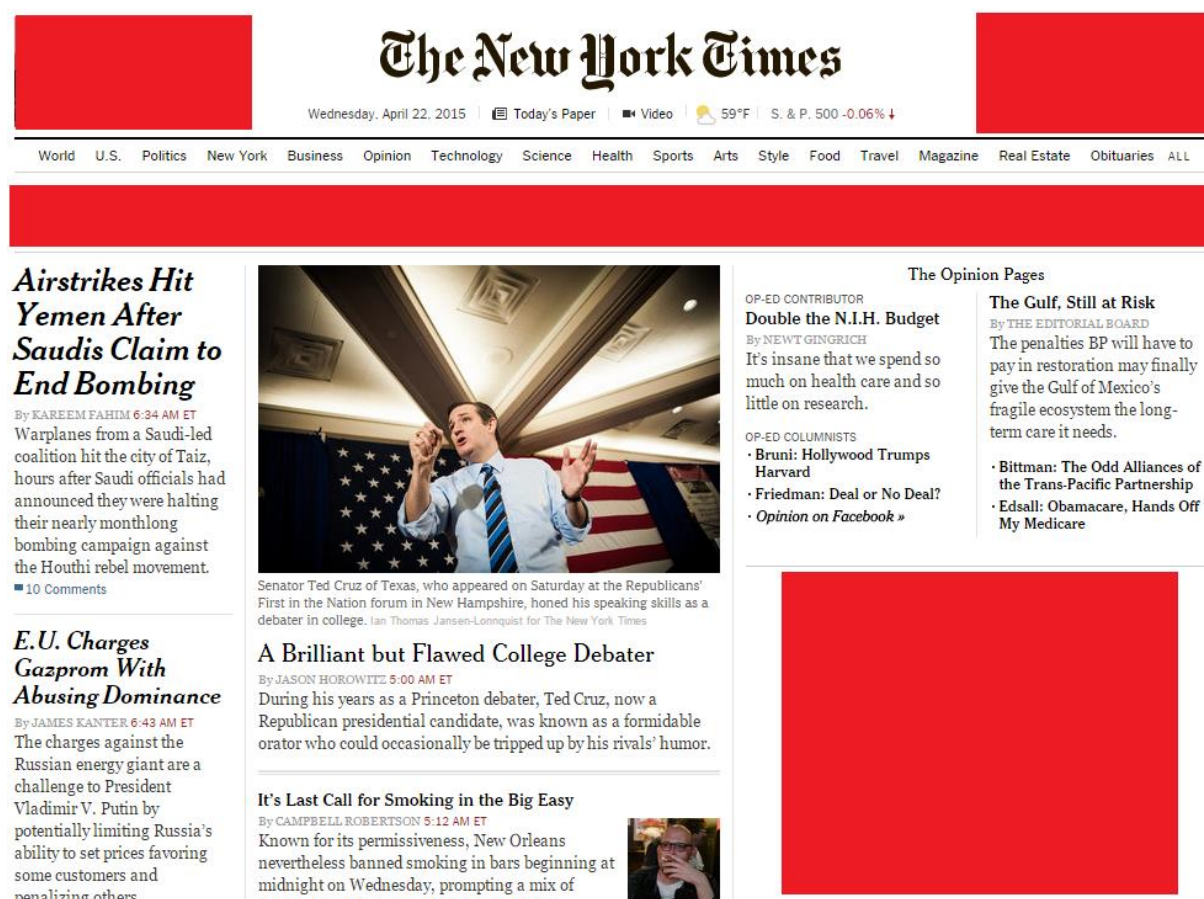 The New York Times
Wednesday, April 22, 2015 Today's Paper Video 59°F S. & P. 500 -0.06%
World U.S. Politics New York Business Opinion Technology Science Health Sports Arts Style Food Travel Magazine Real Estate Obituaries ALL
Airstrikes Hit
Yemen After
Saudis Claim to
End Bombing
By KAREEM FAHIM 6:34 AM ET
Warplanes from a Saudi-led
coalition hit the city of Taiz,
hours after Saudi officials had
announced they were halting
their nearly monthlong
bombing campaign against
the Houthi rebel movement.
10 Comments
E.U. Charges
Gazprom With
Abusing Dominance
By JAMES KANTER 6:43 AM ET
The charges against the
Russian energy giant are a
challenge to President
Vladimir V. Putin by
potentially limiting Russia's
ability to set prices favoring
some customers and
penalizing others
Senator Ted Cruz of Texas, who appeared on Saturday at the Republicans'
First in the Nation forum in New Hampshire, honed his speaking skills as a
debater in college. Ian Thomas Jansen-Lonnquist for The New York Times
A Brilliant but Flawed College Debater
By JASON HOROWITZ 5:00 AM ET
During his years as a Princeton debater, Ted Cruz, now a
Republican presidential candidate, was known as a formidable
orator who could occasionally be tripped up by his rivals' humor.
It's Last Call for Smoking in the Big Easy
By CAMPBELL ROBERTSON 5:12 AM ET
Known for its permissiveness, New Orleans
nevertheless banned smoking in bars beginning at
midnight on Wednesday, prompting a mix of
The Opinion Pages
OP-ED CONTRIBUTOR
Double the N.I.H. Budget
By NEWT GINGRICH
It's insane that we spend so
much on health care and so
little on research.
OP-ED COLUMNISTS
· Bruni: Hollywood Trumps
Harvard
· Friedman: Deal or No Deal?
· Opinion on Facebook »
The Gulf, Still at Risk
By THE EDITORIAL BOARD
The penalties BP will have to
pay in restoration may finally
give the Gulf of Mexico's
fragile ecosystem the long-
term care it needs.
· Bittman: The Odd Alliances of
the Trans-Pacific Partnership
· Edsall: Obamacare, Hands Off
My Medicare